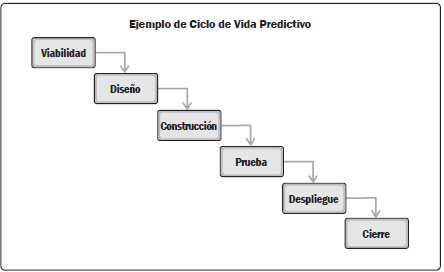 Ejemplo de Ciclo de Vida Predictivo
Viabilidad
Diseño
Construcción
Prueba
Despliegue
Cierre